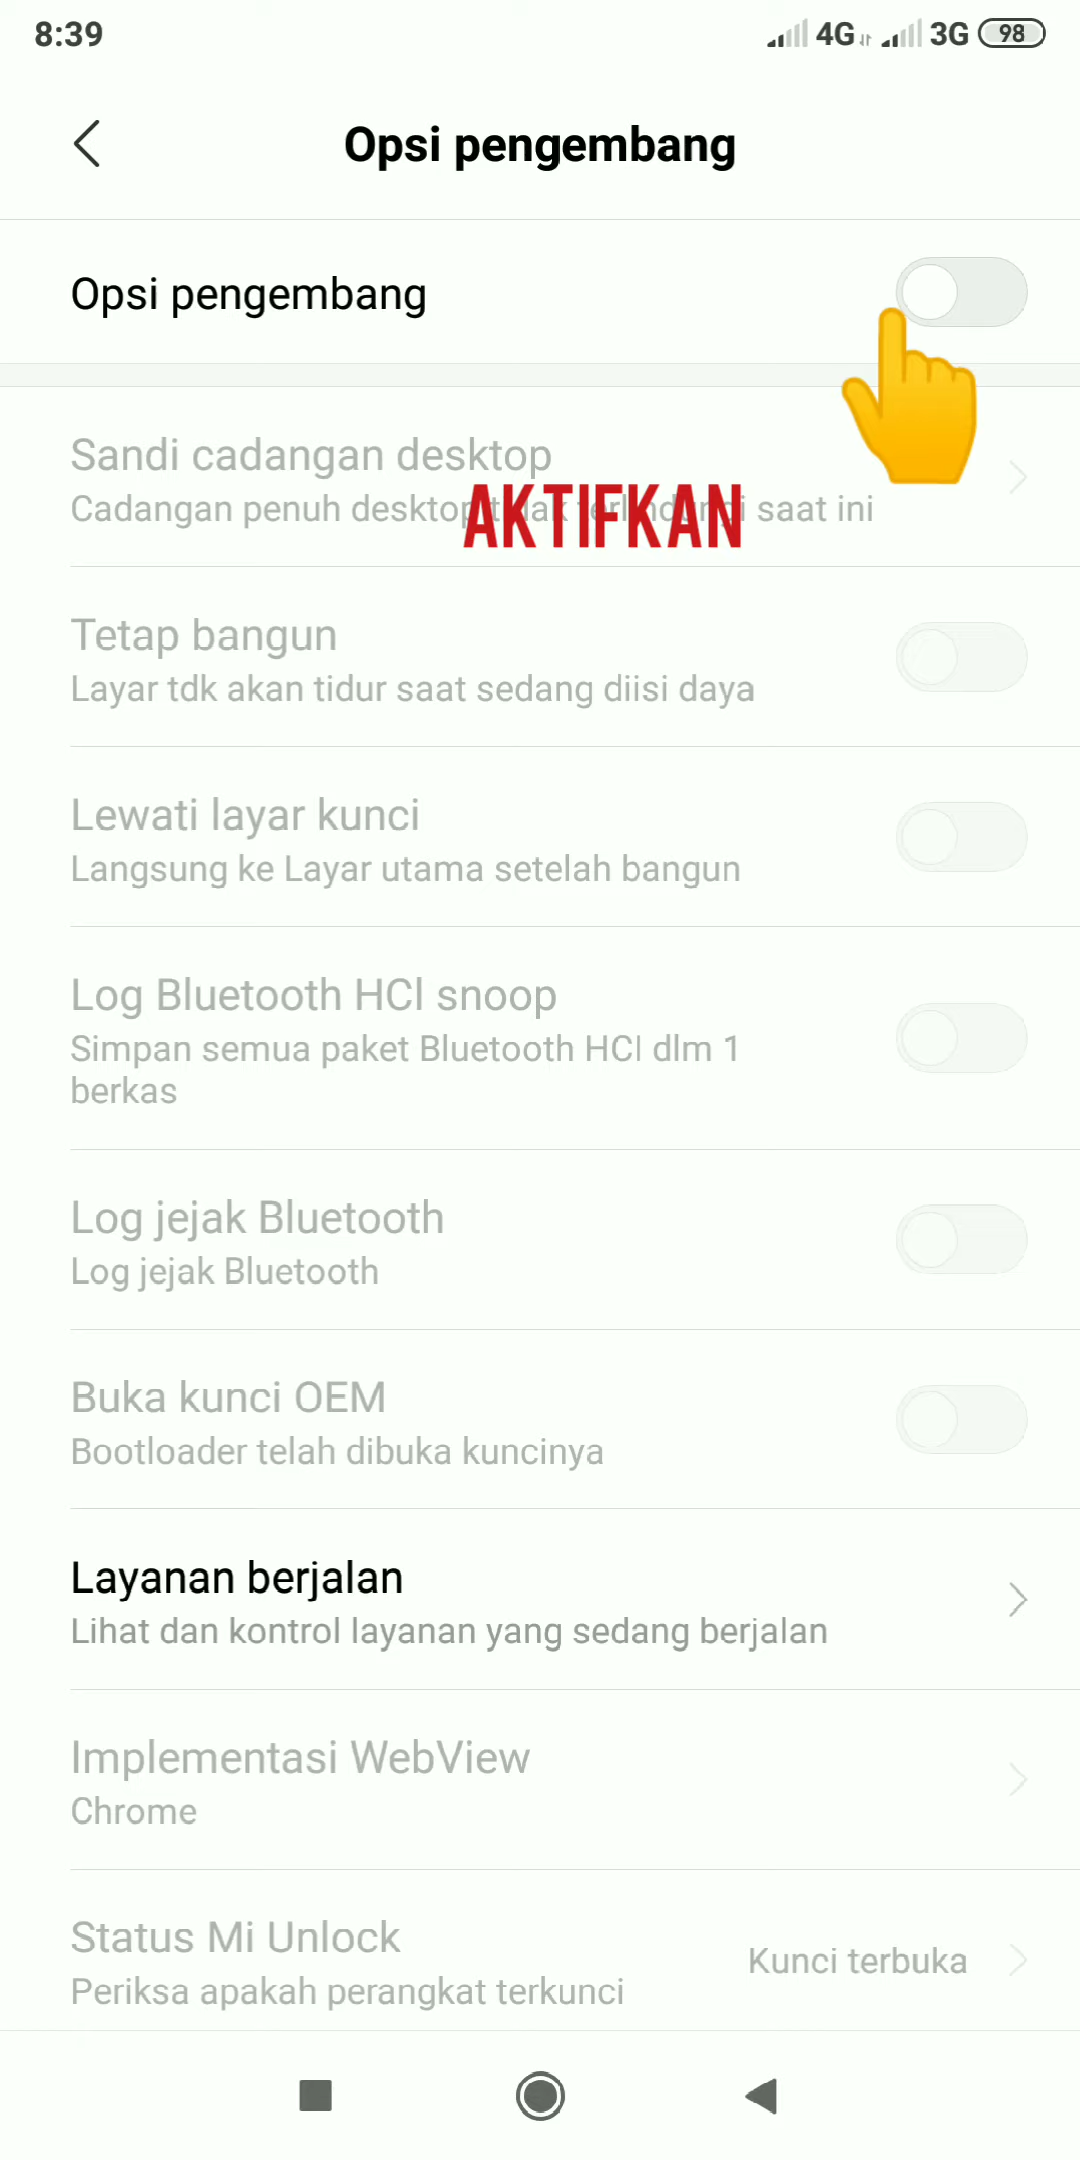 8:39
4G 3G 98
Opsi pengembang
Opsi pengembang
Sandi cadangan desktop
Cadangan penuh desktop saat ini
AKTIFKAN
Tetap bangun
Layar tdk akan tidur saat sedang diisi daya
Lewati layar kunci
Langsung ke Layar utama setelah bangun
Log Bluetooth HCl snoop
Simpan semua paket Bluetooth HCI dlm 1
berkas
Log jejak Bluetooth
Log jejak Bluetooth
Buka kunci OEM
Bootloader telah dibuka kuncinya
Layanan berjalan
Lihat dan kontrol layanan yang sedang berjalan
Implementasi WebView
Chrome
Status Mi Unlock
Kunci terbuka
Periksa apakah perangkat terkunci